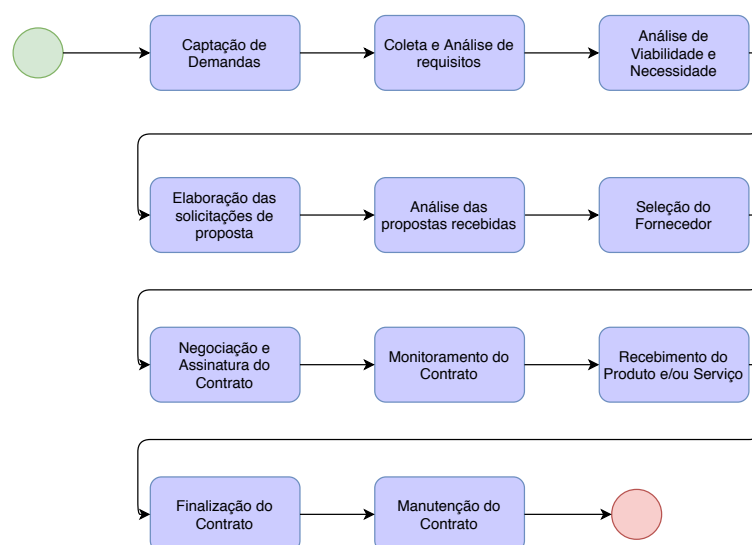 Captação de
Demandas
Coleta e Análise de
requisitos
Análise de
Viabilidade e
Necessidade
Elaboração das
solicitações de
proposta
Análise das
propostas recebidas
Seleção do
Fornecedor
Negociação e
Assinatura do
Contrato
Monitoramento do
Contrato
Recebimento do
Produto e/ou Serviço
Finalização do
Contrato
Manutenção do
Contrato